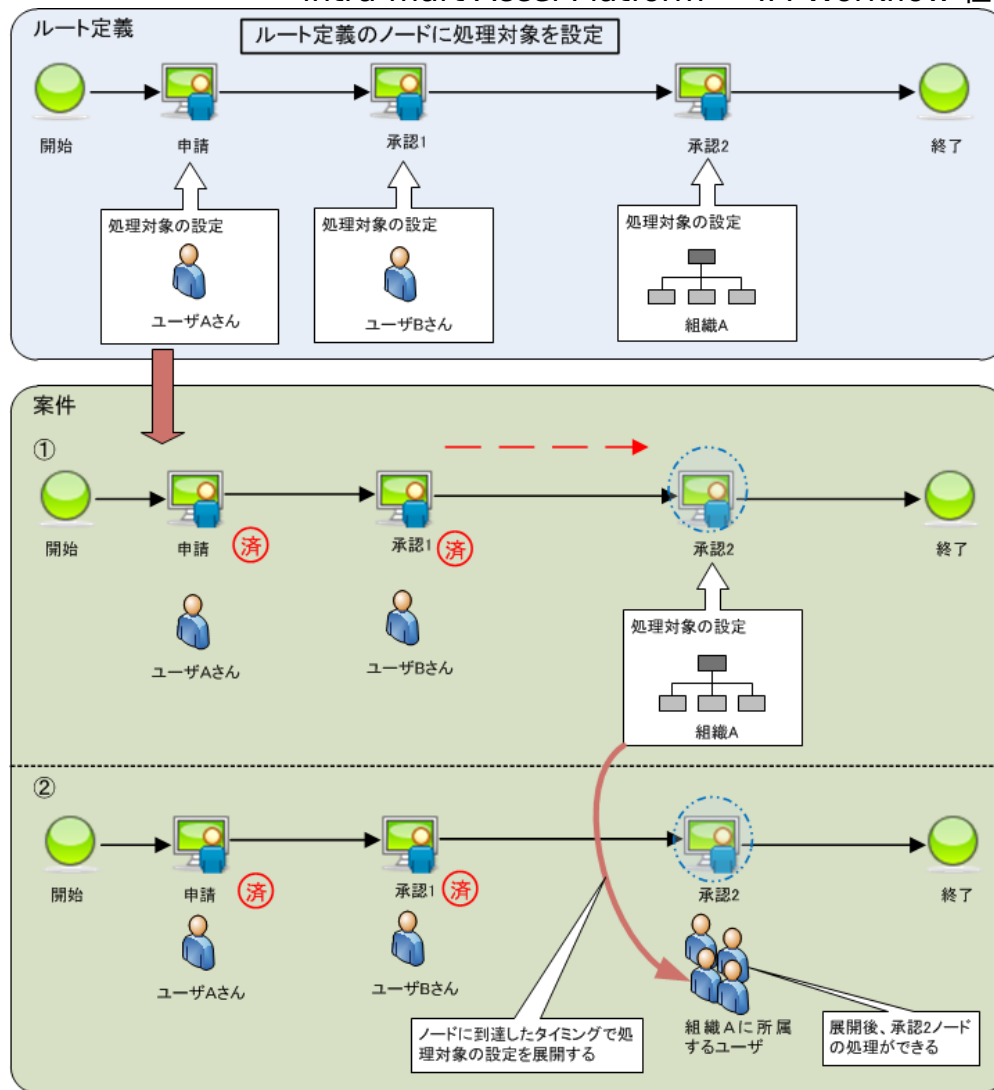 ルート定義
ルート定義のノードに処理対象を設定
開始
申請
承認1
承認2
終了
処理対象の設定
ユーザAさん
処理対象の設定
ユーザBさん
処理対象の設定
組織A
案件
①
開始
申請
済
承認1
済
承認2
終了
ユーザAさん
ユーザBさん
処理対象の設定
組織A
②
開始
申請
済
承認1
済
承認2
終了
ユーザAさん
ユーザBさん
ノードに到達したタイミングで処
理対象の設定を展開する
組織Aに所属
するユーザ
展開後、承認2ノード
の処理ができる